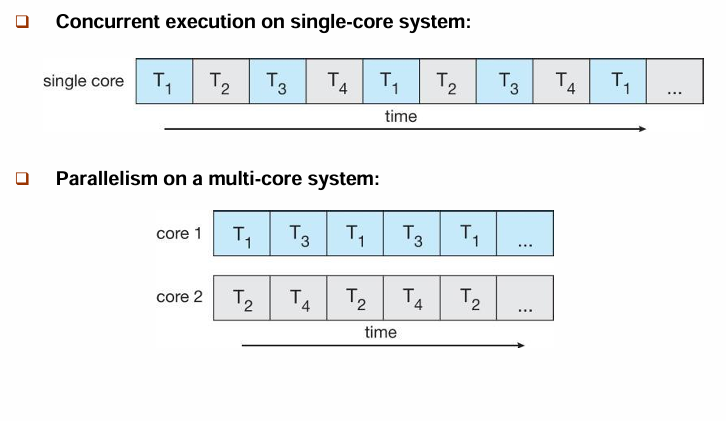 Concurrent execution on single-core system:
single core T1 T2 T3 T4 T1 T2 T3 T4 T1 ...
time
Parallelism on a multi-core system:
core 1 T1 T3 T1 T3 T1 ...
core 2 T2 T4 T2 T4 T2 ...
time